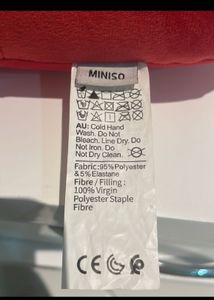 MINISO
AU: Cold Hand
Wash. Do Not
Bleach. Line Dry. Do
Not Iron. Do
Not Dry Clean.
Fabric:95%Polyester
&5%Elastane
Fibre / Filling :
100%Virgin
Polyester Staple
Fibre
CE